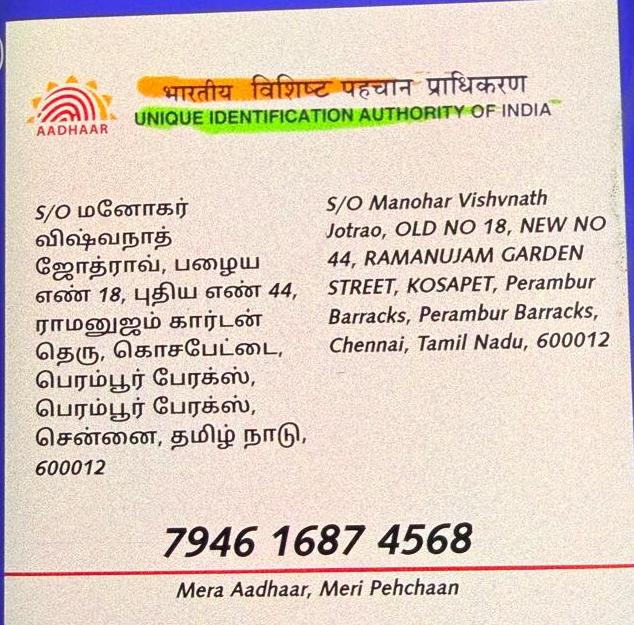 AADHAAR
भारतीय विशिष्ट पहचान प्राधिकरण
UNIQUE IDENTIFICATION AUTHORITY OF INDIA
S/O மனோகர்
விஷ்வநாத்
ஜோத்ராவ், பழைய
எண் 18, புதிய எண் 44,
ராமனுஜம் கார்டன்
தெரு, கொசபேட்டை,
பெரம்பூர் பேரக்ஸ்,
பெரம்பூர் பேரக்ஸ்,
சென்னை, தமிழ் நாடு,
600012
S/O Manohar Vishvnath
Jotrao, OLD NO 18, NEW NO
44, RAMANUJAM GARDEN
STREET, KOSAPET, Perambur
Barracks, Perambur Barracks,
Chennai, Tamil Nadu, 600012
7946 1687 4568
Mera Aadhaar, Meri Pehchaan